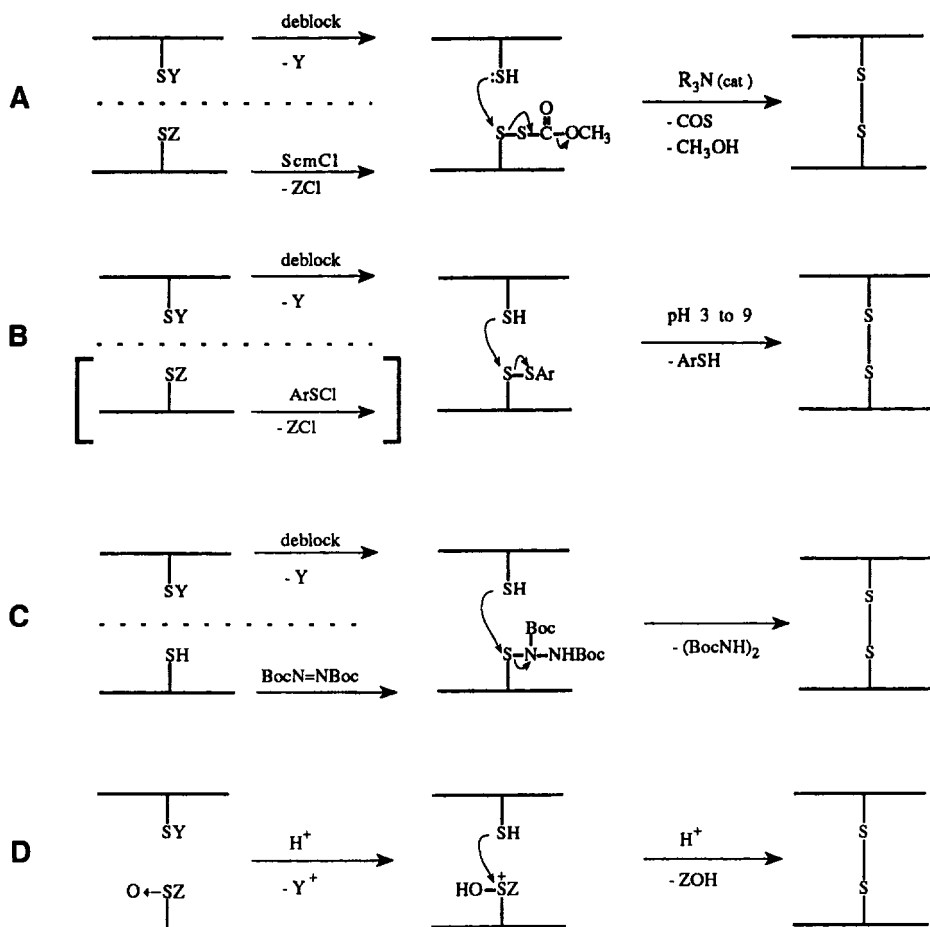 A
SY
deblock
- Y
SZ
ScmCl
- ZCl
:SH
O
S–S–C–OCH3
R3N (cat)
- COS
- CH3OH
S
S
B
SY
deblock
- Y
SZ
ArSCl
- ZCl
SH
S–SAr
pH 3 to 9
- ArSH
S
S
C
SY
deblock
- Y
SH
BocN=NBoc
SH
Boc
S–N–NHBoc
- (BocNH)2
S
S
D
SY
O←SZ
H+
- Y+
SH
HO–SZ
+
H+
- ZOH
S
S